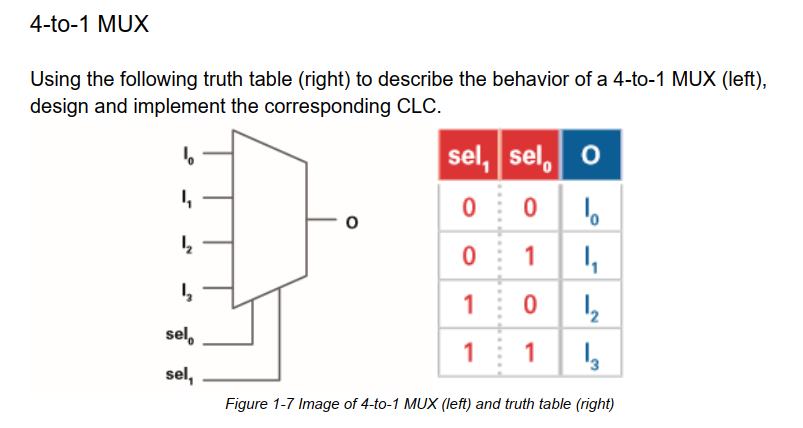 4-to-1 MUX
Using the following truth table (right) to describe the behavior of a 4-to-1 MUX (left),
design and implement the corresponding CLC.
I₀
I₁
I₂
I₃
sel₀
sel₁
O
sel₁ sel₀ O
0 0 I₀
0 1 I₁
1 0 I₂
1 1 I₃
Figure 1-7 Image of 4-to-1 MUX (left) and truth table (right)